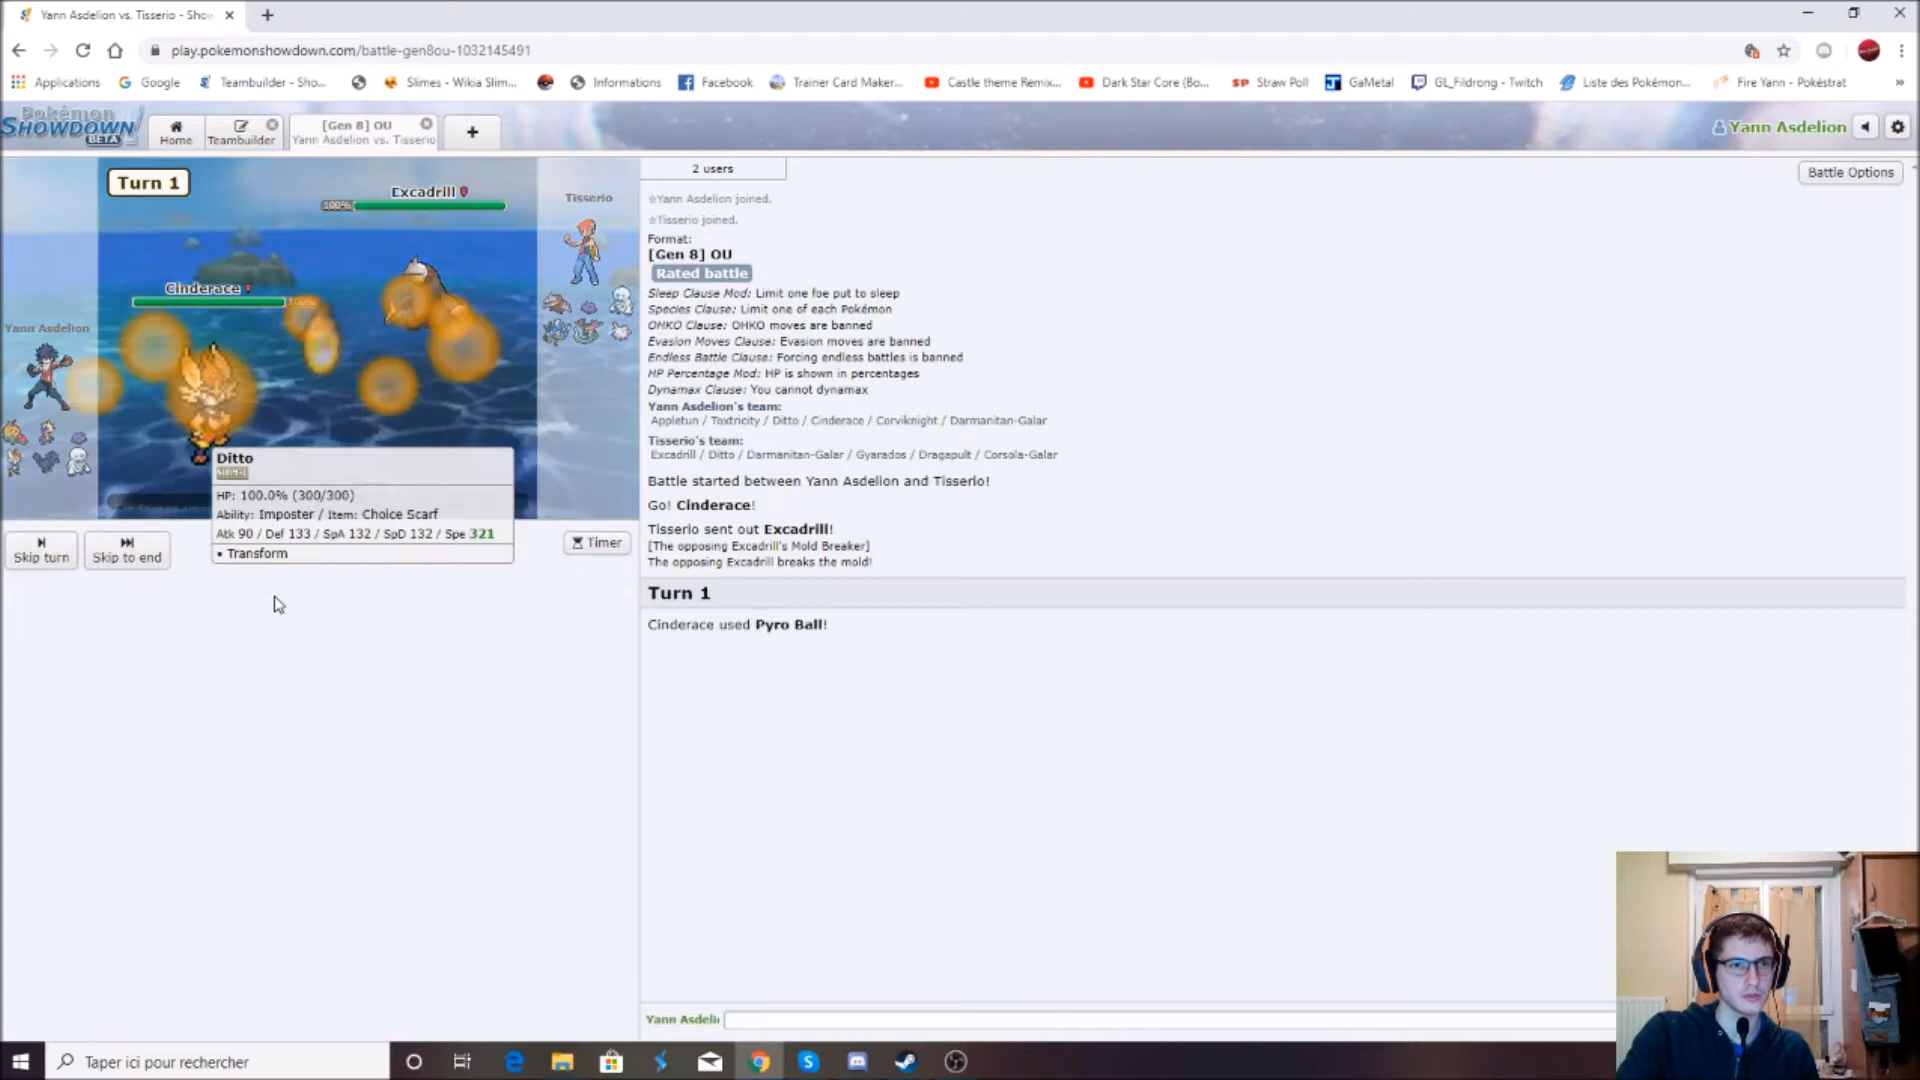 Yann Asdelion vs. Tisserio - Show
play.pokemonshowdown.com/battle-gen8ou-1032145491
Applications
Google
Teambuilder - Sho...
Slimes - Wikia Slim...
Informations
Facebook
Trainer Card Maker...
Castle theme Remix...
Dark Star Core (Bo...
SP Straw Poll
GaMetal
GL_Fildrong - Twitch
Liste des Pokémon...
Fire Yann - Pokéstrat
»
Pokémon
SHOWDOWN
BETA
Home
Teambuilder
[Gen 8] OU
Yann Asdelion vs. Tisserio
+
Yann Asdelion
Turn 1
Excadrill
100%
Tisserio
Cinderace
Yann Asdelion
Ditto
HP: 100.0% (300/300)
Ability: Imposter / Item: Choice Scarf
Atk 90 / Def 133 / SpA 132 / SpD 132 / Spe 321
• Transform
Skip turn
Skip to end
Timer
2 users
Battle Options
☆Yann Asdelion joined.
☆Tisserio joined.
Format:
[Gen 8] OU
Rated battle
Sleep Clause Mod: Limit one foe put to sleep
Species Clause: Limit one of each Pokémon
OHKO Clause: OHKO moves are banned
Evasion Moves Clause: Evasion moves are banned
Endless Battle Clause: Forcing endless battles is banned
HP Percentage Mod: HP is shown in percentages
Dynamax Clause: You cannot dynamax
Yann Asdelion's team:
Appletun / Toxtricity / Ditto / Cinderace / Corviknight / Darmanitan-Galar
Tisserio's team:
Excadrill / Ditto / Darmanitan-Galar / Gyarados / Dragapult / Corsola-Galar
Battle started between Yann Asdelion and Tisserio!
Go! Cinderace!
Tisserio sent out Excadrill!
[The opposing Excadrill's Mold Breaker]
The opposing Excadrill breaks the mold!
Turn 1
Cinderace used Pyro Ball!
Yann Asdeli
Taper ici pour rechercher